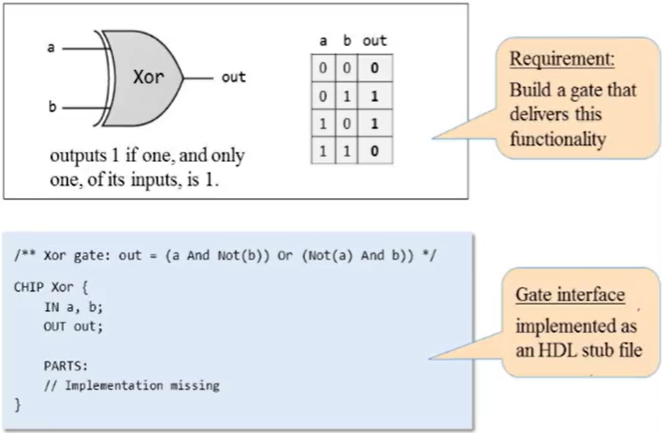 a
b
Xor
out
outputs 1 if one, and only
one, of its inputs, is 1.
a b out
0 0 0
0 1 1
1 0 1
1 1 0
Requirement:
Build a gate that
delivers this
functionality
/** Xor gate: out = (a And Not(b)) Or (Not(a) And b)) */
CHIP Xor {
IN a, b;
OUT out;
PARTS:
// Implementation missing
}
Gate interface
implemented as
an HDL stub file